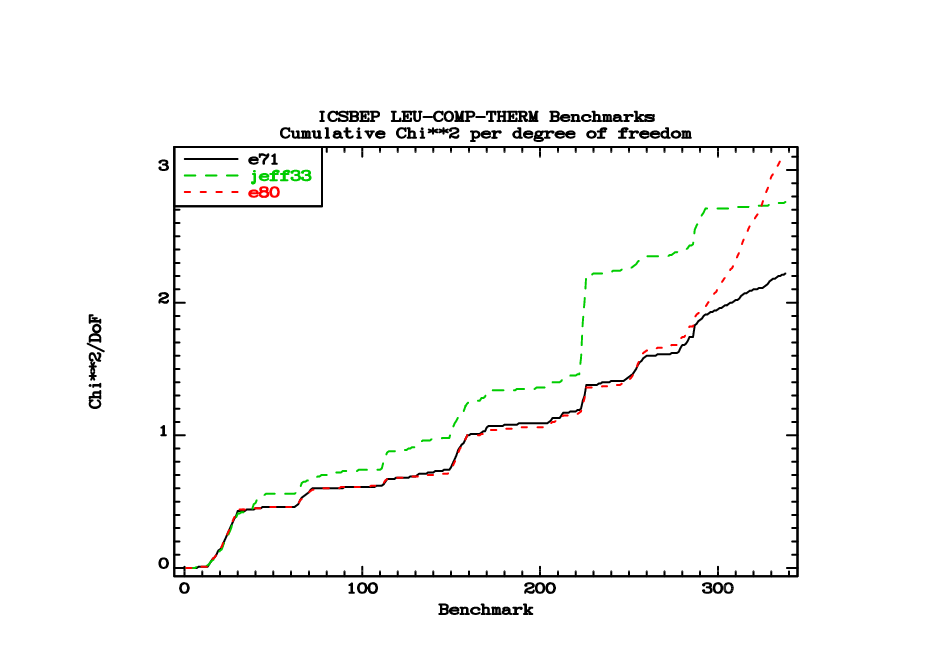 ICSBEP LEU-COMP-THERM Benchmarks
Cumulative Chi**2 per degree of freedom
e71
jeff33
e80
3
2
1
0
Chi**2/DoF
0 100 200 300
Benchmark